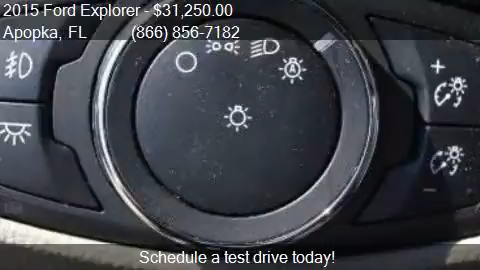 2015 Ford Explorer - $31,250.00
Apopka, FL (866) 856-7182
A
+
-
Schedule a test drive today!